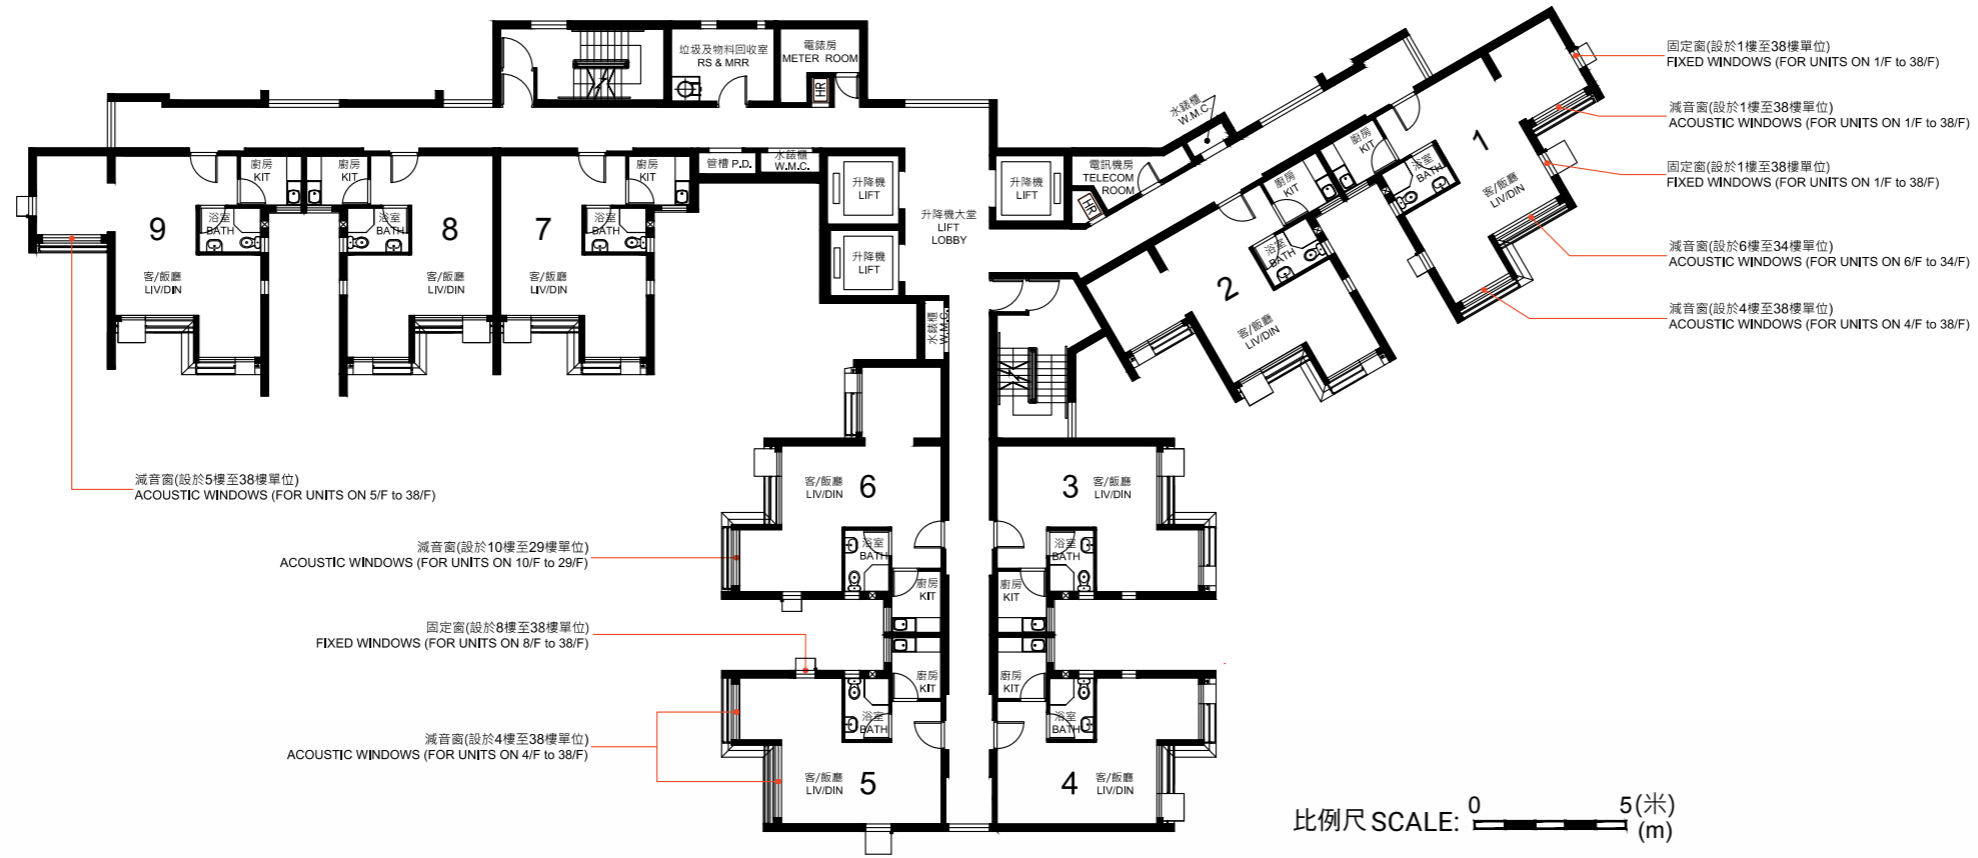 垃圾及物料回收室
RS & MRR
電錶房
METER ROOM
HR
水錶櫃
W.M.C.
固定窗(設於1樓至38樓單位)
FIXED WINDOWS (FOR UNITS ON 1/F to 38/F)
減音窗(設於1樓至38樓單位)
ACOUSTIC WINDOWS (FOR UNITS ON 1/F to 38/F)
固定窗(設於1樓至38樓單位)
FIXED WINDOWS (FOR UNITS ON 1/F to 38/F)
減音窗(設於6樓至34樓單位)
ACOUSTIC WINDOWS (FOR UNITS ON 6/F to 34/F)
減音窗(設於4樓至38樓單位)
ACOUSTIC WINDOWS (FOR UNITS ON 4/F to 38/F)
1
廚房
KIT
浴室
BATH
客/飯廳
LIV/DIN
2
廚房
KIT
浴室
BATH
客/飯廳
LIV/DIN
電訊機房
TELECOM
ROOM
HR
升降機
LIFT
升降機
LIFT
升降機
LIFT
升降機大堂
LIFT
LOBBY
管槽 P.D.
水錶櫃
W.M.C.
水錶櫃
W.M.C.
9
廚房
KIT
浴室
BATH
客/飯廳
LIV/DIN
8
廚房
KIT
浴室
BATH
客/飯廳
LIV/DIN
7
廚房
KIT
浴室
BATH
客/飯廳
LIV/DIN
減音窗(設於5樓至38樓單位)
ACOUSTIC WINDOWS (FOR UNITS ON 5/F to 38/F)
6
客/飯廳
LIV/DIN
浴室
BATH
廚房
KIT
3
客/飯廳
LIV/DIN
浴室
BATH
廚房
KIT
減音窗(設於10樓至29樓單位)
ACOUSTIC WINDOWS (FOR UNITS ON 10/F to 29/F)
固定窗(設於8樓至38樓單位)
FIXED WINDOWS (FOR UNITS ON 8/F to 38/F)
減音窗(設於4樓至38樓單位)
ACOUSTIC WINDOWS (FOR UNITS ON 4/F to 38/F)
廚房
KIT
浴室
BATH
客/飯廳
LIV/DIN
5
廚房
KIT
浴室
BATH
4
客/飯廳
LIV/DIN
比例尺 SCALE: 0 5(米)
(m)